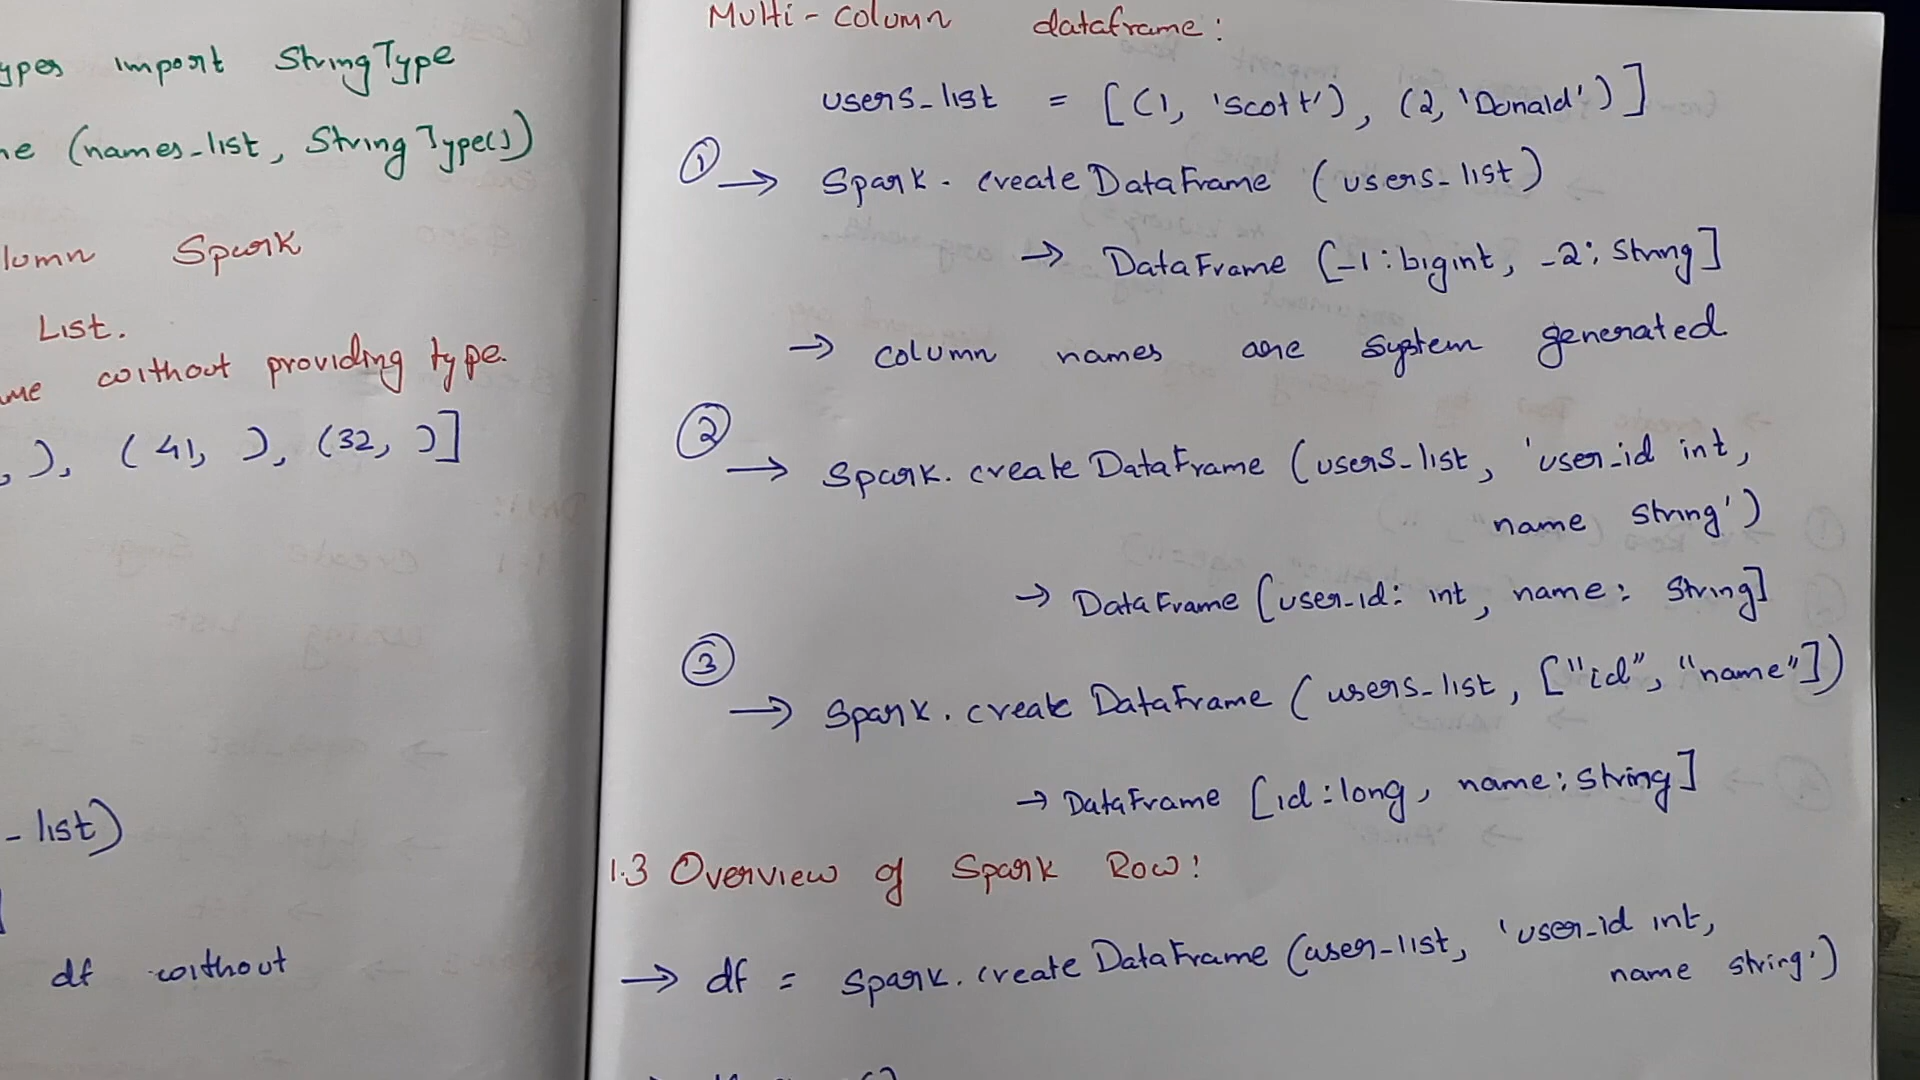 ypes import StringType
ne (names_list, StringType())
lumn Spark
List.
ame without providing type.
, ), (41, ), (32, )]
_list)
]
df without
Multi-column dataframe:
users_list = [(1, 'Scott'), (2, 'Donald')]
① → Spark.createDataFrame (users_list)
→ DataFrame [_1: bigint, _2: String]
→ column names are system generated
② → Spark.createDataFrame (users_list, 'user_id int,
name string')
→ DataFrame [user_id: int, name: String]
③ → Spark.createDataFrame (users_list, ["id", "name"])
→ DataFrame [id: long, name: String]
1.3 Overview of Spark Row:
→ df = spark.createDataFrame (user_list, 'user_id int,
name string')